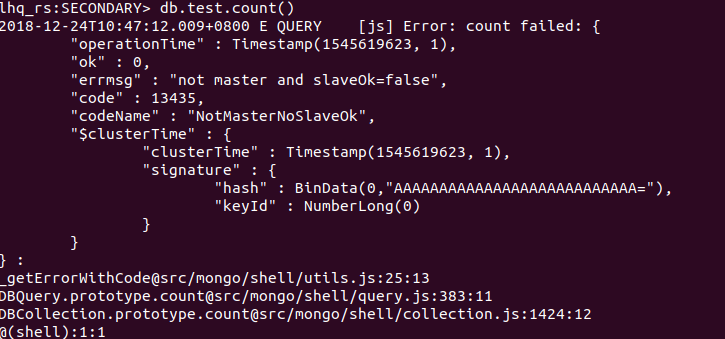 lhq_rs:SECONDARY> db.test.count()
2018-12-24T10:47:12.009+0800 E QUERY    [js] Error: count failed: {
        "operationTime" : Timestamp(1545619623, 1),
        "ok" : 0,
        "errmsg" : "not master and slaveOk=false",
        "code" : 13435,
        "codeName" : "NotMasterNoSlaveOk",
        "$clusterTime" : {
                "clusterTime" : Timestamp(1545619623, 1),
                "signature" : {
                        "hash" : BinData(0,"AAAAAAAAAAAAAAAAAAAAAAAAAAA="),
                        "keyId" : NumberLong(0)
                }
        }
} :
_getErrorWithCode@src/mongo/shell/utils.js:25:13
DBQuery.prototype.count@src/mongo/shell/query.js:383:11
DBCollection.prototype.count@src/mongo/shell/collection.js:1424:12
@(shell):1:1